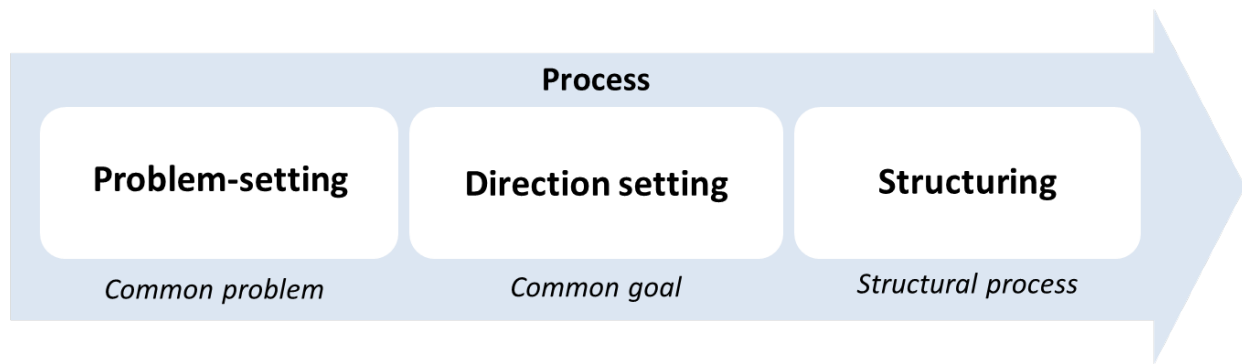 Process
Problem-setting
Direction setting
Structuring
Common problem
Common goal
Structural process